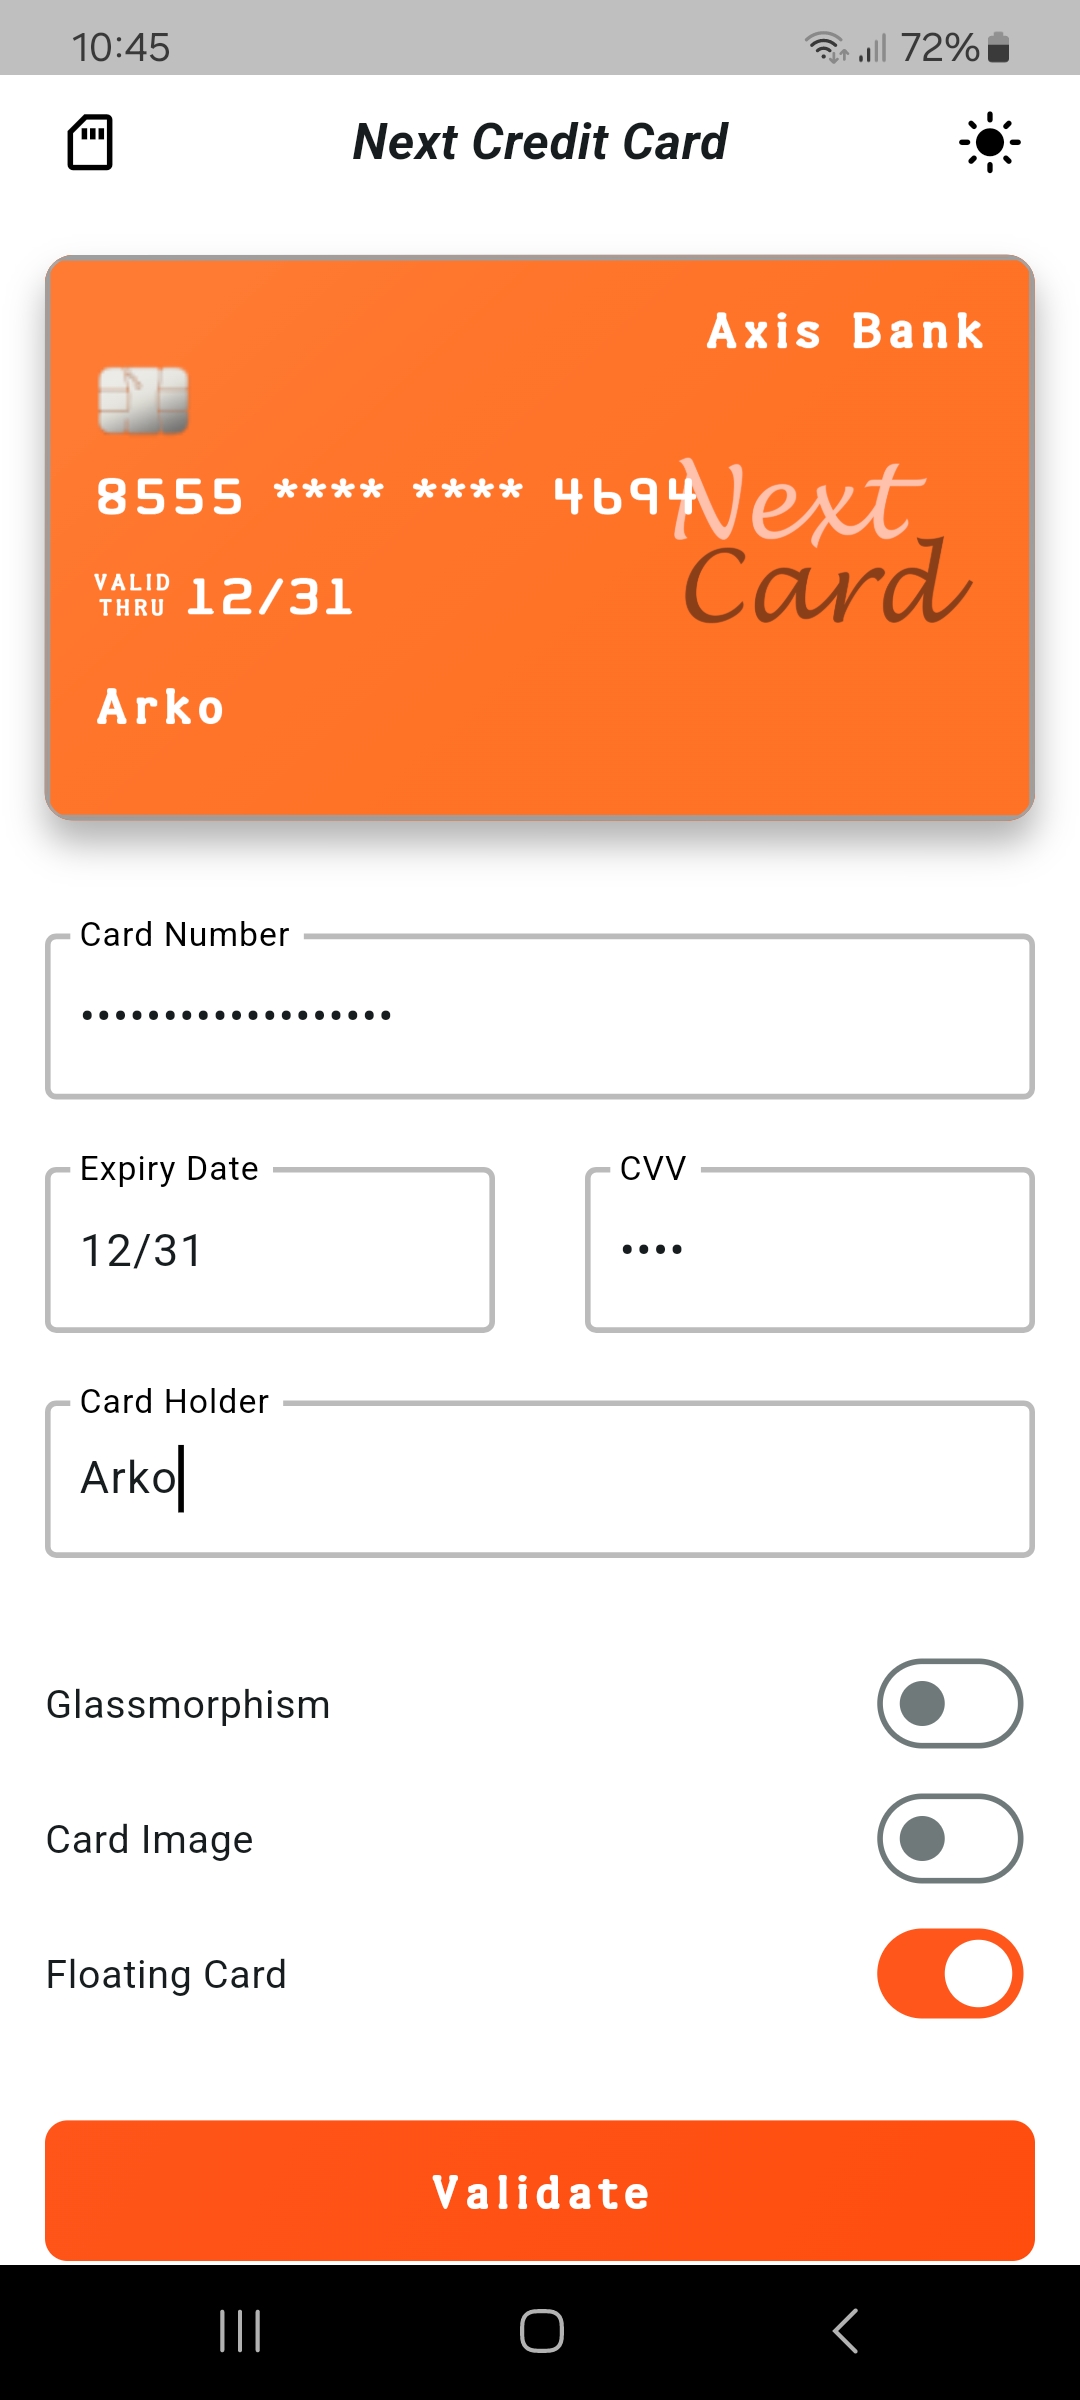 10:45 72%
Next Credit Card
Axis Bank
8555 **** **** 4694
Next
Card
VALID
THRU 12/31
Arko
Card Number
•••••••••••••••••••
Expiry Date
12/31
CVV
••••
Card Holder
Arko
Glassmorphism
Card Image
Floating Card
Validate